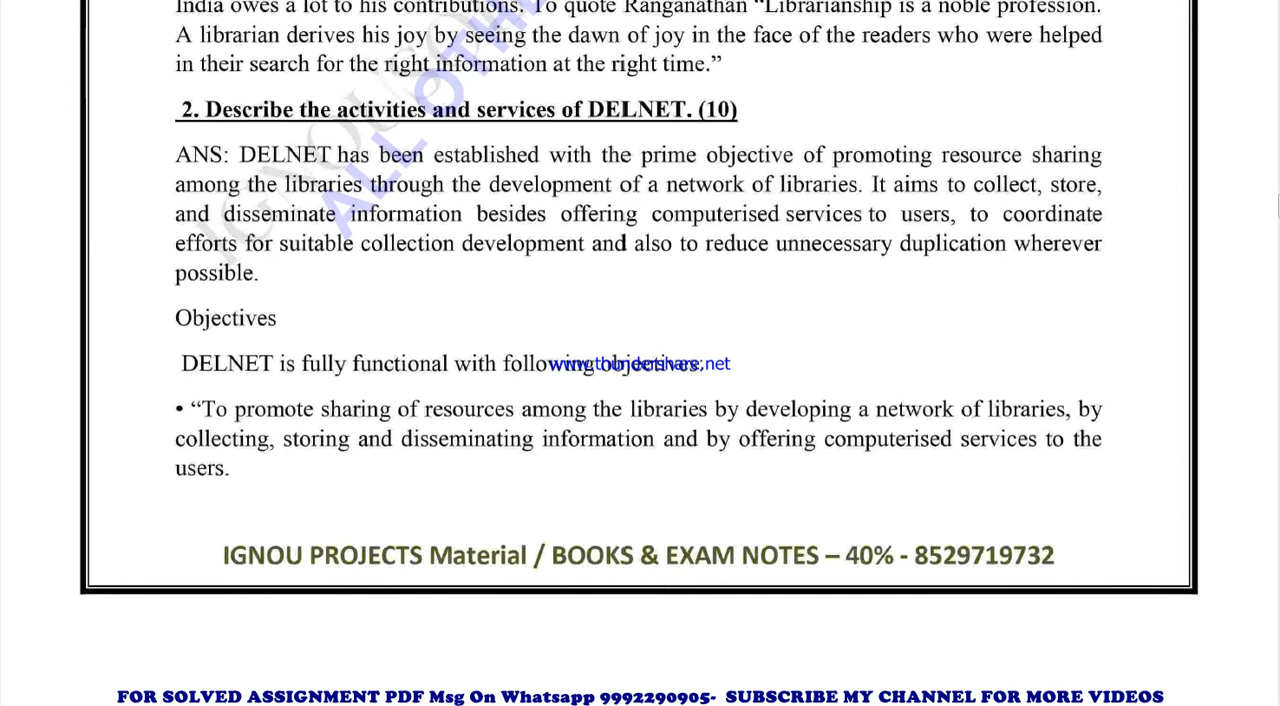 India owes a lot to his contributions. To quote Ranganathan “Librarianship is a noble profession.
A librarian derives his joy by seeing the dawn of joy in the face of the readers who were helped
in their search for the right information at the right time.”
2. Describe the activities and services of DELNET. (10)
ANS: DELNET has been established with the prime objective of promoting resource sharing
among the libraries through the development of a network of libraries. It aims to collect, store,
and disseminate information besides offering computerised services to users, to coordinate
efforts for suitable collection development and also to reduce unnecessary duplication wherever
possible.
Objectives
DELNET is fully functional with following objectives:
www.thundershare.net
• “To promote sharing of resources among the libraries by developing a network of libraries, by
collecting, storing and disseminating information and by offering computerised services to the
users.
IGNOU PROJECTS Material / BOOKS & EXAM NOTES – 40% - 8529719732
FOR SOLVED ASSIGNMENT PDF Msg On Whatsapp 9992290905- SUBSCRIBE MY CHANNEL FOR MORE VIDEOS
ALL